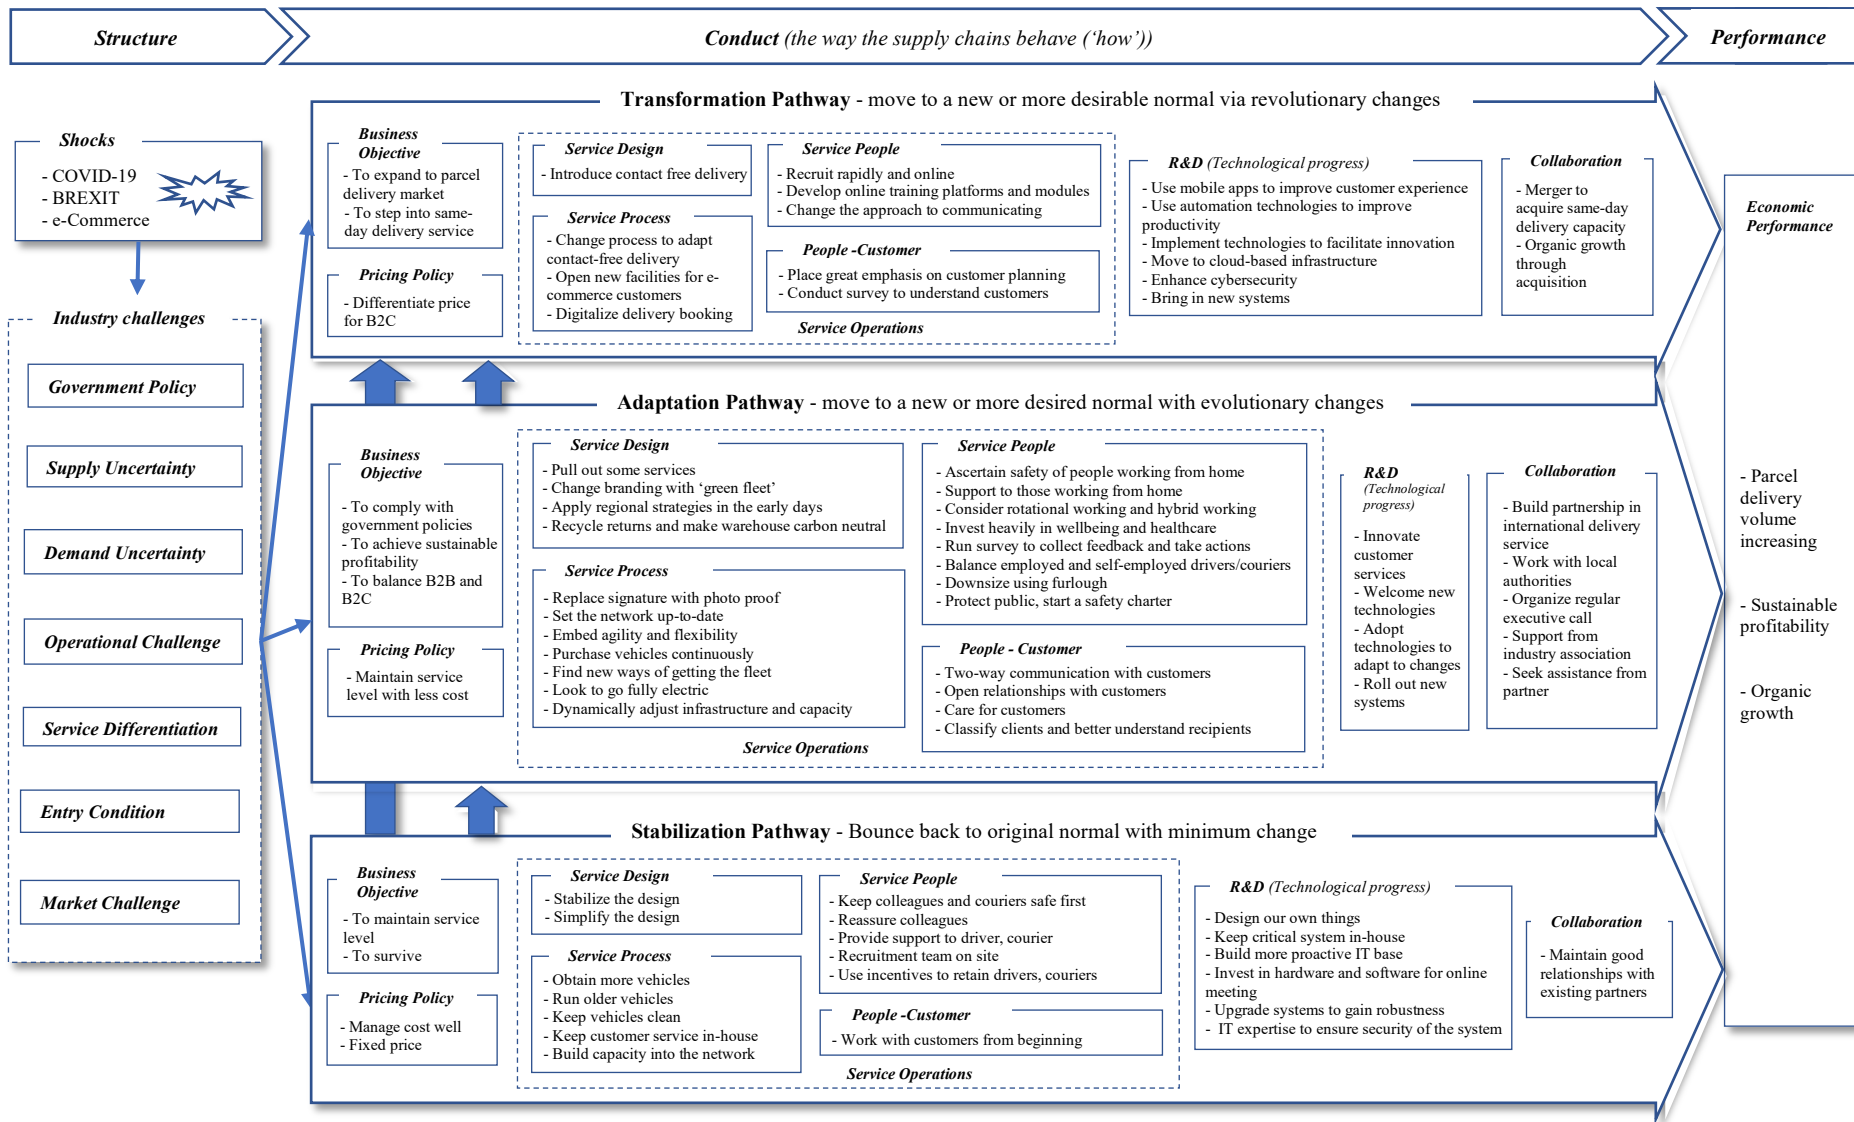 Structure
Conduct (the way the supply chains behave (‘how’))
Performance
Shocks
- COVID-19
- BREXIT
- e-Commerce
Industry challenges
Government Policy
Supply Uncertainty
Demand Uncertainty
Operational Challenge
Service Differentiation
Entry Condition
Market Challenge
Transformation Pathway - move to a new or more desirable normal via revolutionary changes
Business
Objective
- To expand to parcel
delivery market
- To step into same-
day delivery service
Pricing Policy
- Differentiate price
for B2C
Service Design
- Introduce contact free delivery
Service Process
- Change process to adapt
contact-free delivery
- Open new facilities for e-
commerce customers
- Digitalize delivery booking
Service People
- Recruit rapidly and online
- Develop online training platforms and modules
- Change the approach to communicating
People -Customer
- Place great emphasis on customer planning
- Conduct survey to understand customers
Service Operations
R&D (Technological progress)
- Use mobile apps to improve customer experience
- Use automation technologies to improve
productivity
- Implement technologies to facilitate innovation
- Move to cloud-based infrastructure
- Enhance cybersecurity
- Bring in new systems
Collaboration
- Merger to
acquire same-day
delivery capacity
- Organic growth
through
acquisition
Adaptation Pathway - move to a new or more desired normal with evolutionary changes
Business
Objective
- To comply with
government policies
- To achieve sustainable
profitability
- To balance B2B and
B2C
Pricing Policy
- Maintain service
level with less cost
Service Design
- Pull out some services
- Change branding with ‘green fleet’
- Apply regional strategies in the early days
- Recycle returns and make warehouse carbon neutral
Service Process
- Replace signature with photo proof
- Set the network up-to-date
- Embed agility and flexibility
- Purchase vehicles continuously
- Find new ways of getting the fleet
- Look to go fully electric
- Dynamically adjust infrastructure and capacity
Service People
- Ascertain safety of people working from home
- Support to those working from home
- Consider rotational working and hybrid working
- Invest heavily in wellbeing and healthcare
- Run survey to collect feedback and take actions
- Balance employed and self-employed drivers/couriers
- Downsize using furlough
- Protect public, start a safety charter
People - Customer
- Two-way communication with customers
- Open relationships with customers
- Care for customers
- Classify clients and better understand recipients
Service Operations
R&D
(Technological
progress)
- Innovate
customer
services
- Welcome new
technologies
- Adopt
technologies to
adapt to changes
- Roll out new
systems
Collaboration
- Build partnership in
international delivery
service
- Work with local
authorities
- Organize regular
executive call
- Support from
industry association
- Seek assistance from
partner
Stabilization Pathway - Bounce back to original normal with minimum change
Business
Objective
- To maintain service
level
- To survive
Pricing Policy
- Manage cost well
- Fixed price
Service Design
- Stabilize the design
- Simplify the design
Service Process
- Obtain more vehicles
- Run older vehicles
- Keep vehicles clean
- Keep customer service in-house
- Build capacity into the network
Service People
- Keep colleagues and couriers safe first
- Reassure colleagues
- Provide support to driver, courier
- Recruitment team on site
- Use incentives to retain drivers, couriers
People -Customer
- Work with customers from beginning
Service Operations
R&D (Technological progress)
- Design our own things
- Keep critical system in-house
- Build more proactive IT base
- Invest in hardware and software for online
meeting
- Upgrade systems to gain robustness
- IT expertise to ensure security of the system
Collaboration
- Maintain good
relationships with
existing partners
Economic
Performance
- Parcel
delivery
volume
increasing
- Sustainable
profitability
- Organic
growth